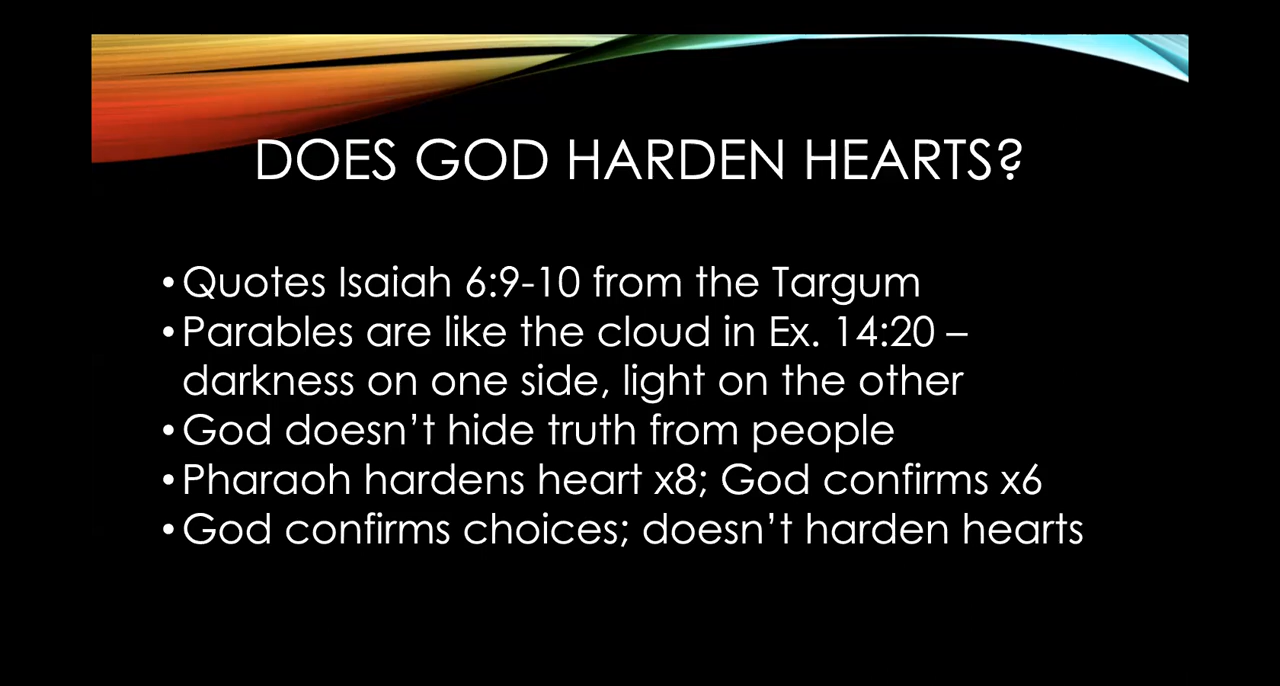 DOES GOD HARDEN HEARTS?
•Quotes Isaiah 6:9-10 from the Targum
•Parables are like the cloud in Ex. 14:20 –
darkness on one side, light on the other
•God doesn’t hide truth from people
•Pharaoh hardens heart x8; God confirms x6
•God confirms choices; doesn’t harden hearts